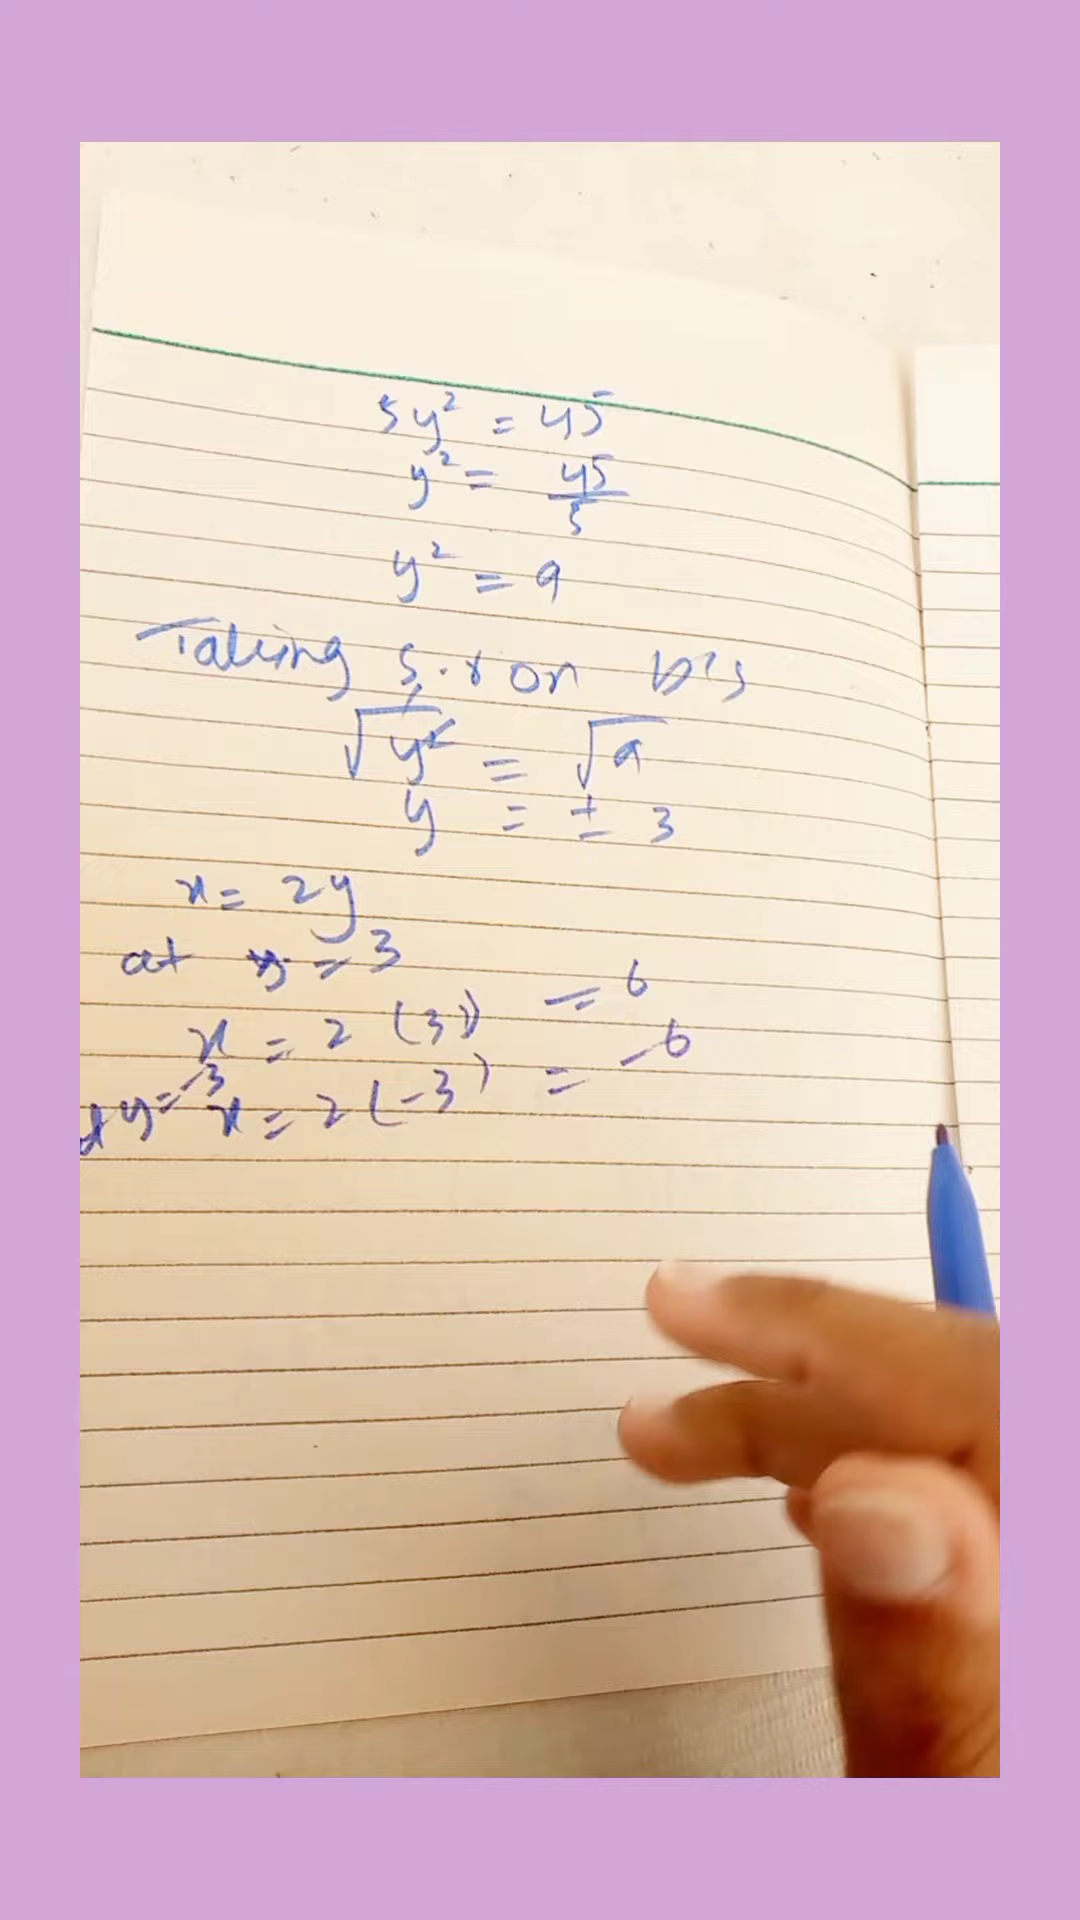 5y² = 45
y² = 45/5
y² = 9
Taking s.r on b's
√y² = √9
y = ± 3
x = 2y
at y = 3
x = 2 (3) = 6
at y = -3 x = 2 (-3) = -6